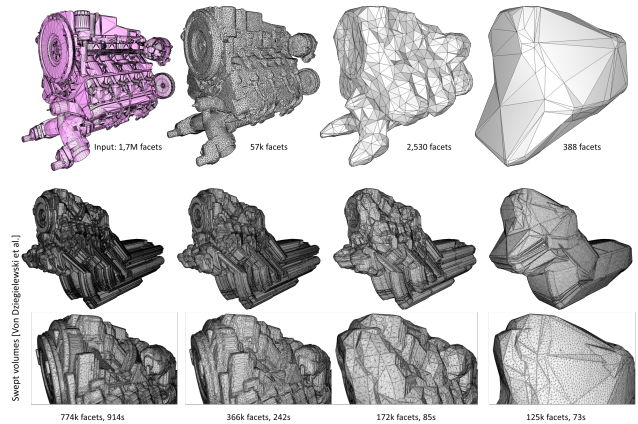 Input: 1,7M facets
57k facets
2,530 facets
388 facets
Swept volumes [Von Dziegielewski et al.]
774k facets, 914s
366k facets, 242s
172k facets, 85s
125k facets, 73s